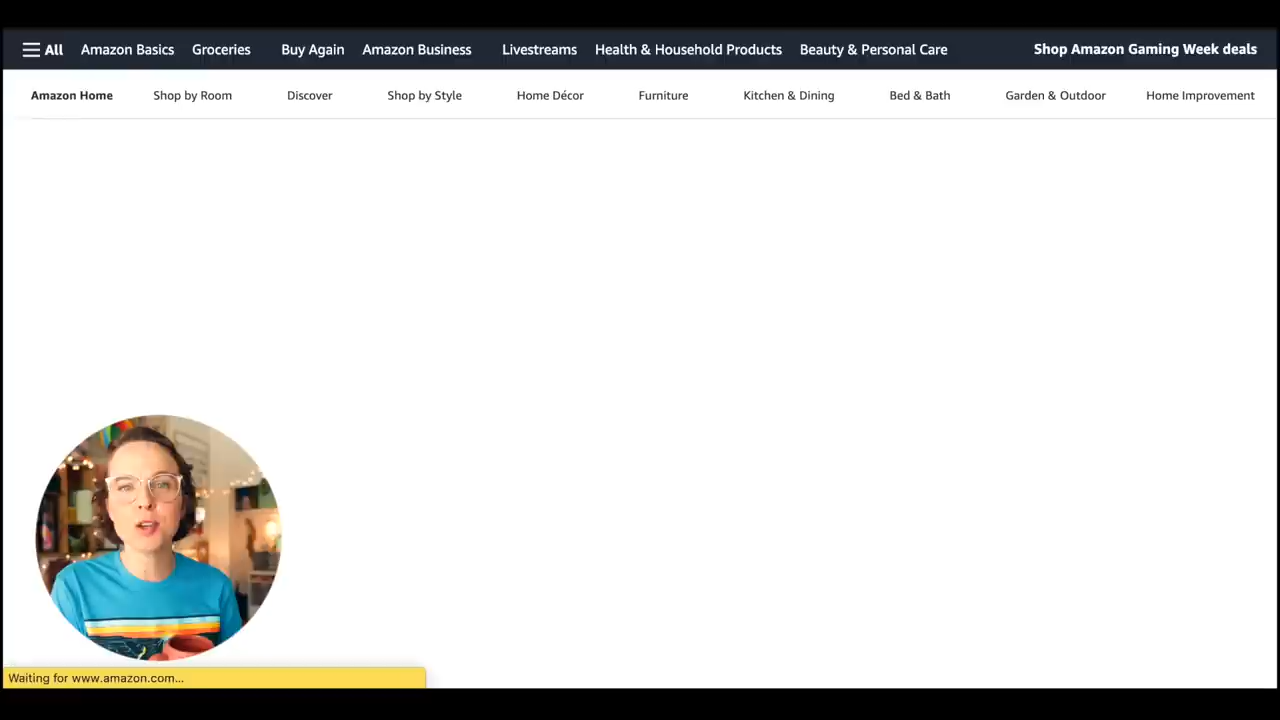 All Amazon Basics Groceries Buy Again Amazon Business Livestreams Health & Household Products Beauty & Personal Care Shop Amazon Gaming Week deals
Amazon Home Shop by Room Discover Shop by Style Home Décor Furniture Kitchen & Dining Bed & Bath Garden & Outdoor Home Improvement
Waiting for www.amazon.com...